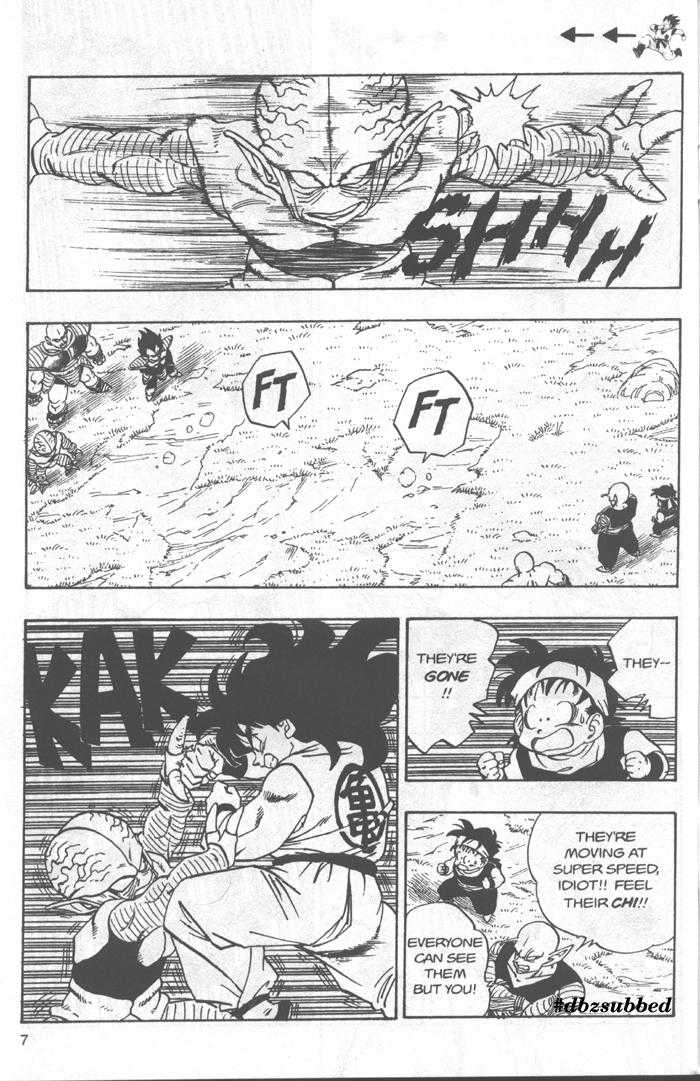 SHHH
FT
FT
THEY--
THEY'RE
GONE
!!
THEY'RE
MOVING AT
SUPER SPEED,
IDIOT!! FEEL
THEIR CHI!!
EVERYONE
CAN SEE
THEM
BUT YOU!
KAK
亀
#dbzsubbed
7